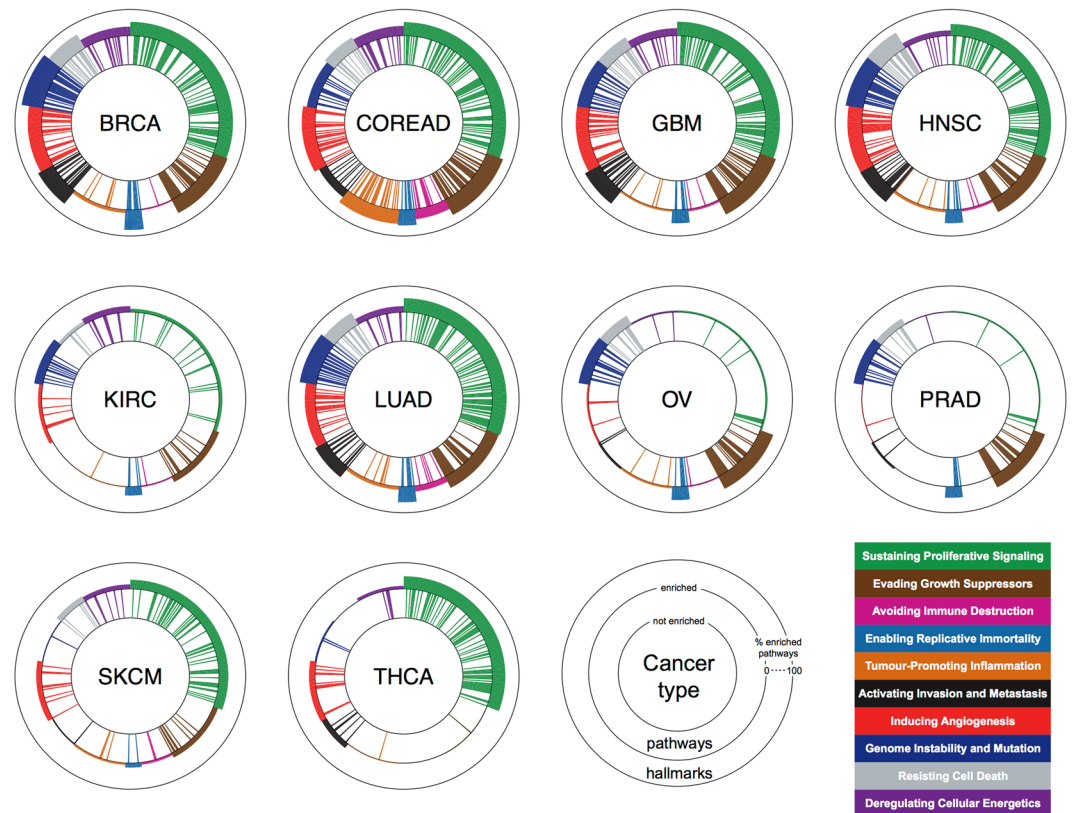 BRCA
COREAD
GBM
HNSC
KIRC
LUAD
OV
PRAD
SKCM
THCA
enriched
not enriched
% enriched
pathways
0 ---- 100
Cancer
type
pathways
hallmarks
Sustaining Proliferative Signaling
Evading Growth Suppressors
Avoiding Immune Destruction
Enabling Replicative Immortality
Tumour-Promoting Inflammation
Activating Invasion and Metastasis
Inducing Angiogenesis
Genome Instability and Mutation
Resisting Cell Death
Deregulating Cellular Energetics